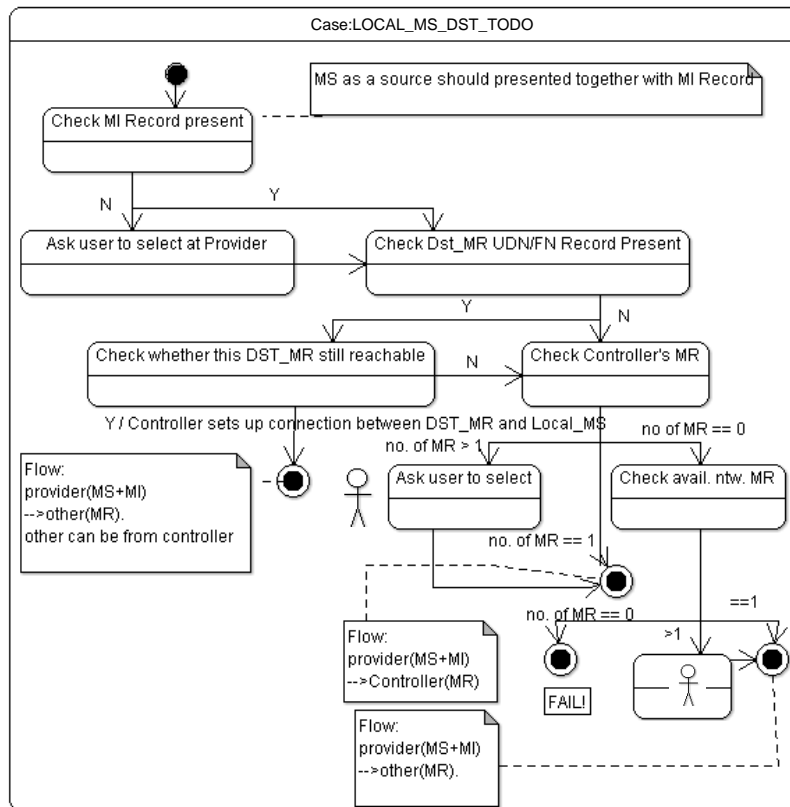 Case:LOCAL_MS_DST_TODO
MS as a source should presented together with MI Record
Check MI Record present
N
Y
Ask user to select at Provider
Check Dst_MR UDN/FN Record Present
Y
N
Check whether this DST_MR still reachable
N
Check Controller's MR
Y / Controller sets up connection between DST_MR and Local_MS
no. of MR > 1
no of MR == 0
Flow:
provider(MS+MI)
-->other(MR).
other can be from controller
Ask user to select
Check avail. ntw. MR
no. of MR == 1
no. of MR == 0
==1
>1
Flow:
provider(MS+MI)
-->Controller(MR)
FAIL!
Flow:
provider(MS+MI)
-->other(MR).